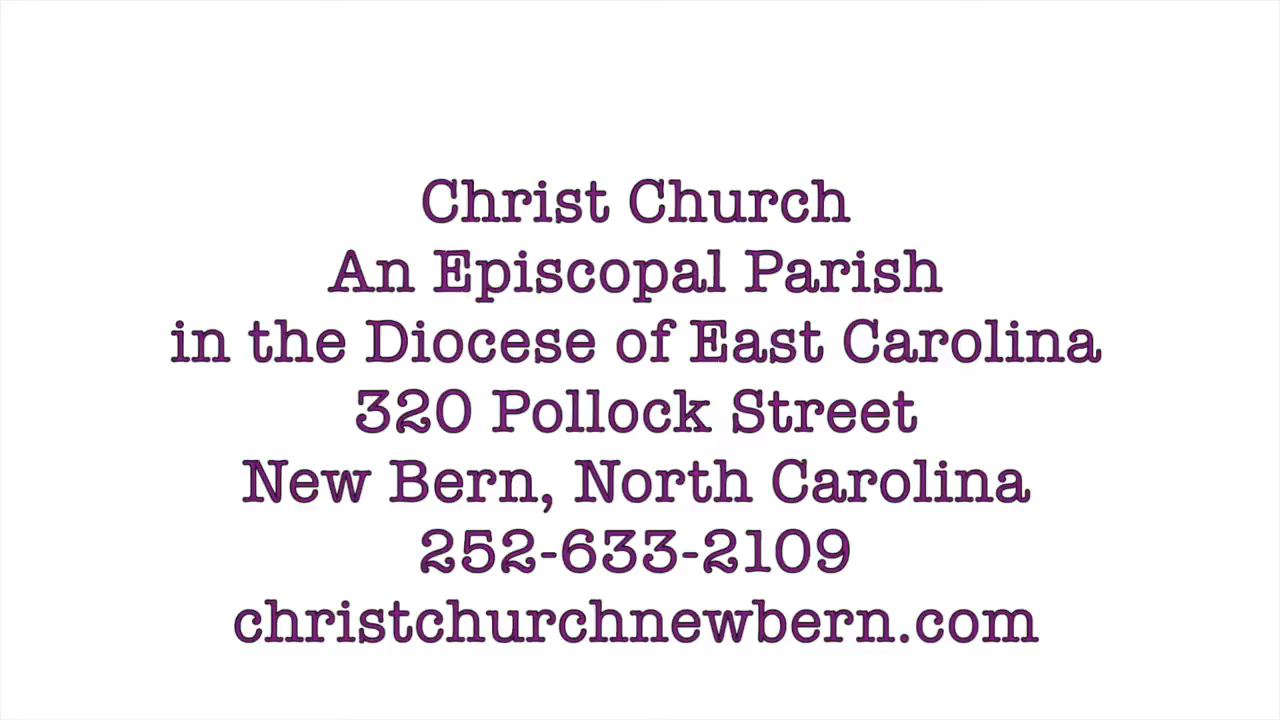 Christ Church
An Episcopal Parish
in the Diocese of East Carolina
320 Pollock Street
New Bern, North Carolina
252-633-2109
christchurchnewbern.com